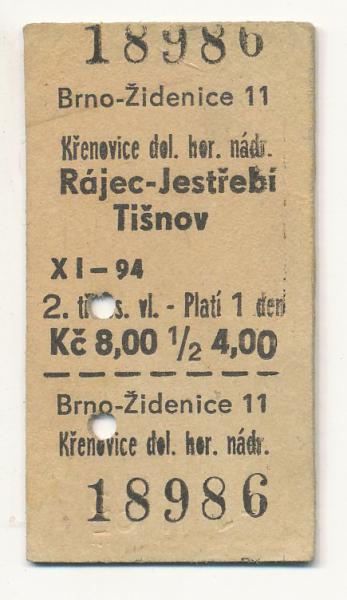 18986
Brno-Židenice 11
Křenovice dol. hor. nádr.
Rájec-Jestřebí
Tišnov
XI-94
2. s. vl. - Platí 1 den
Kč 8,00 1/2 4,00
Brno-Židenice 11
Křenovice dol. hor. nádr.
18986